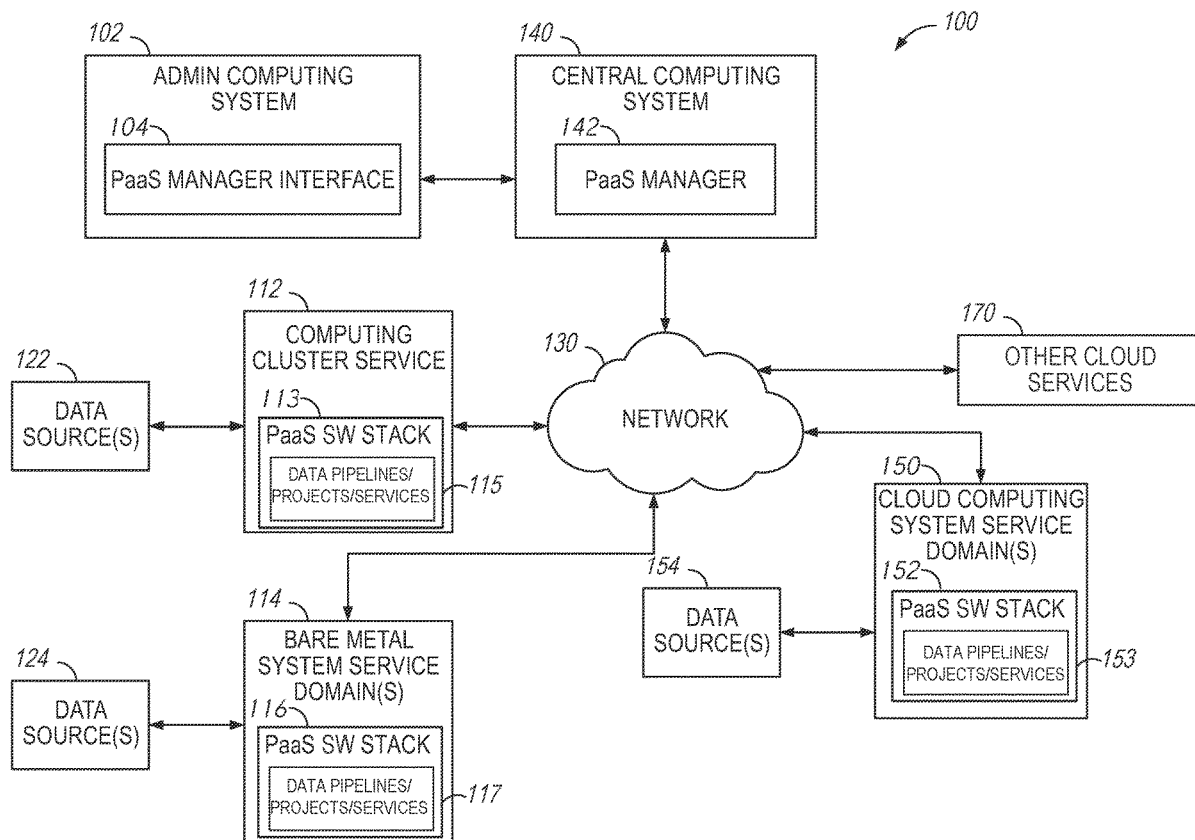 100
102
ADMIN COMPUTING
SYSTEM
104
PaaS MANAGER INTERFACE
140
CENTRAL COMPUTING
SYSTEM
142
PaaS MANAGER
112
COMPUTING
CLUSTER SERVICE
113
PaaS SW STACK
DATA PIPELINES/
PROJECTS/SERVICES
115
122
DATA
SOURCE(S)
130
NETWORK
170
OTHER CLOUD
SERVICES
150
CLOUD COMPUTING
SYSTEM SERVICE
DOMAIN(S)
152
PaaS SW STACK
DATA PIPELINES/
PROJECTS/SERVICES
153
154
DATA
SOURCE(S)
114
BARE METAL
SYSTEM SERVICE
DOMAIN(S)
116
PaaS SW STACK
DATA PIPELINES/
PROJECTS/SERVICES
117
124
DATA
SOURCE(S)